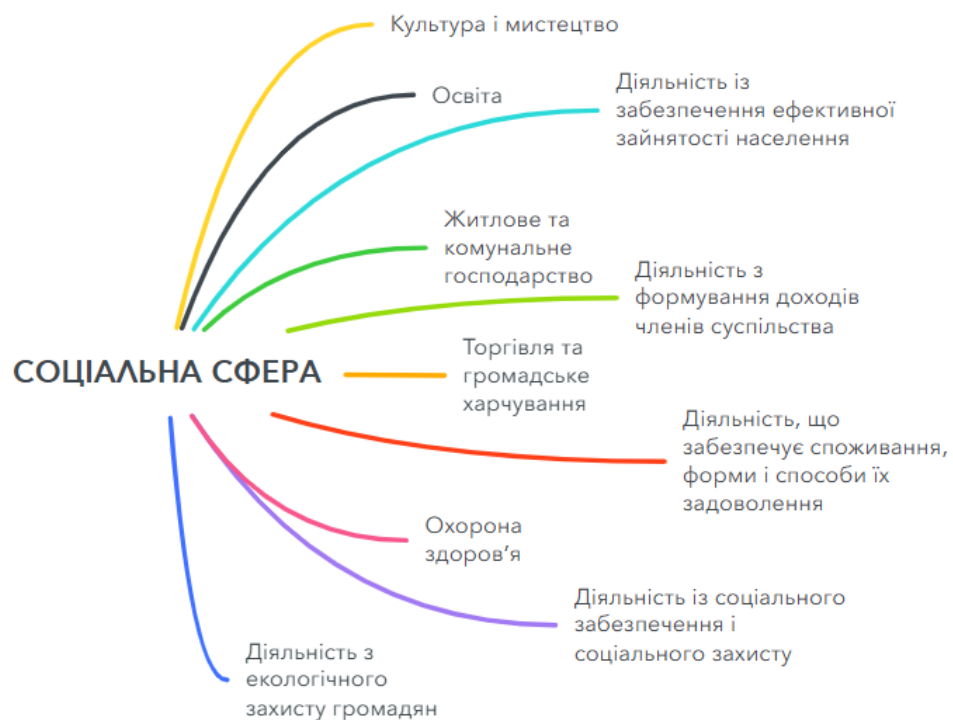 Культура і мистецтво
Освіта
Діяльність із
забезпечення ефективної
зайнятості населення
Житлове та
комунальне
господарство
Діяльність з
формування доходів
членів суспільства
СОЦІАЛЬНА СФЕРА
Торгівля та
громадське
харчування
Діяльність, що
забезпечує споживання,
форми і способи їх
задоволення
Охорона
здоров’я
Діяльність із соціального
забезпечення і
соціального захисту
Діяльність з
екологічного
захисту громадян